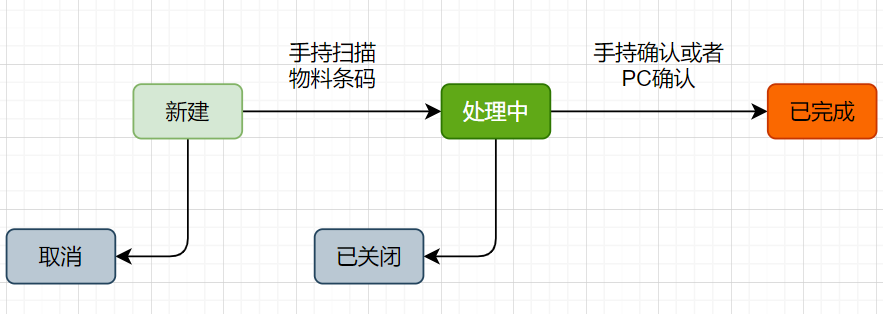 手持扫描
物料条码
手持确认或者
PC确认
新建
处理中
已完成
取消
已关闭